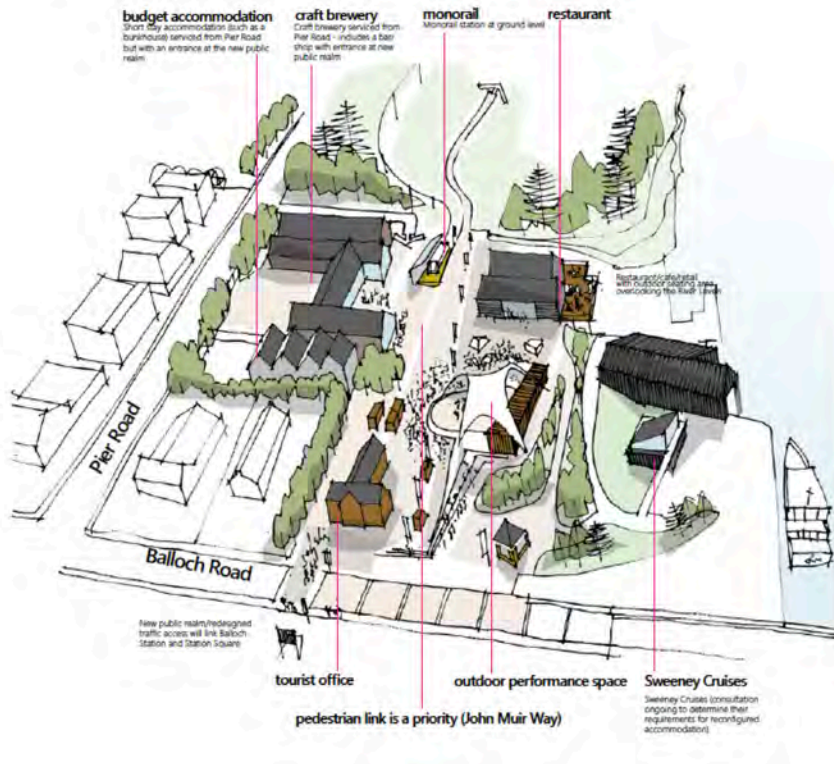 budget accommodation
Short stay accommodation (such as a
bunkhouse) serviced from Pier Road
but with an entrance at the new public
realm
craft brewery
Craft brewery serviced from
Pier Road - includes a beer
shop with entrance at new
public realm
monorail
Monorail station at ground level
restaurant
Restaurant/cafe/retail
with outdoor seating area
overlooking the River Leven
Pier Road
Balloch Road
New public realm/redesigned
traffic access will link Balloch
Station and Station Square
tourist office
outdoor performance space
Sweeney Cruises
Sweeney Cruises (consultation
ongoing to determine their
requirements for reconfigured
accommodation)
pedestrian link is a priority (John Muir Way)